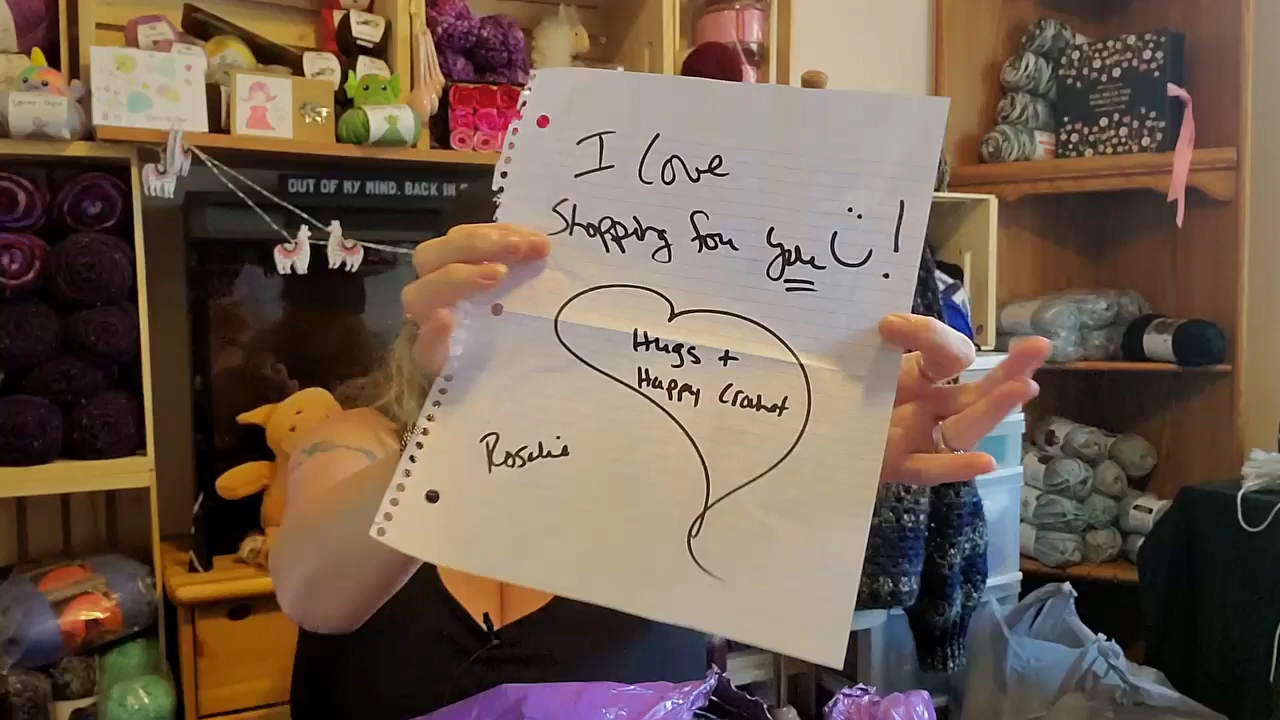 OUT OF MY MIND. BACK IN
I Love
Shopping for you!
Hugs +
Happy Crochet
Rosalie